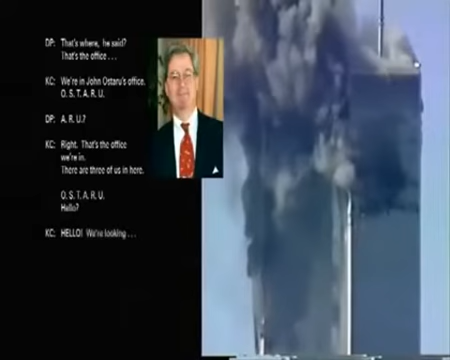 DP: That's where, he said?
That's the office . . .
KC: We're in John Ostaru's office.
O. S. T. A. R. U.
DP: A. R. U.?
KC: Right. That's the office
we're in.
There are three of us in here.
O. S. T. A. R. U.
Hello?
KC: HELLO! We're looking . . .